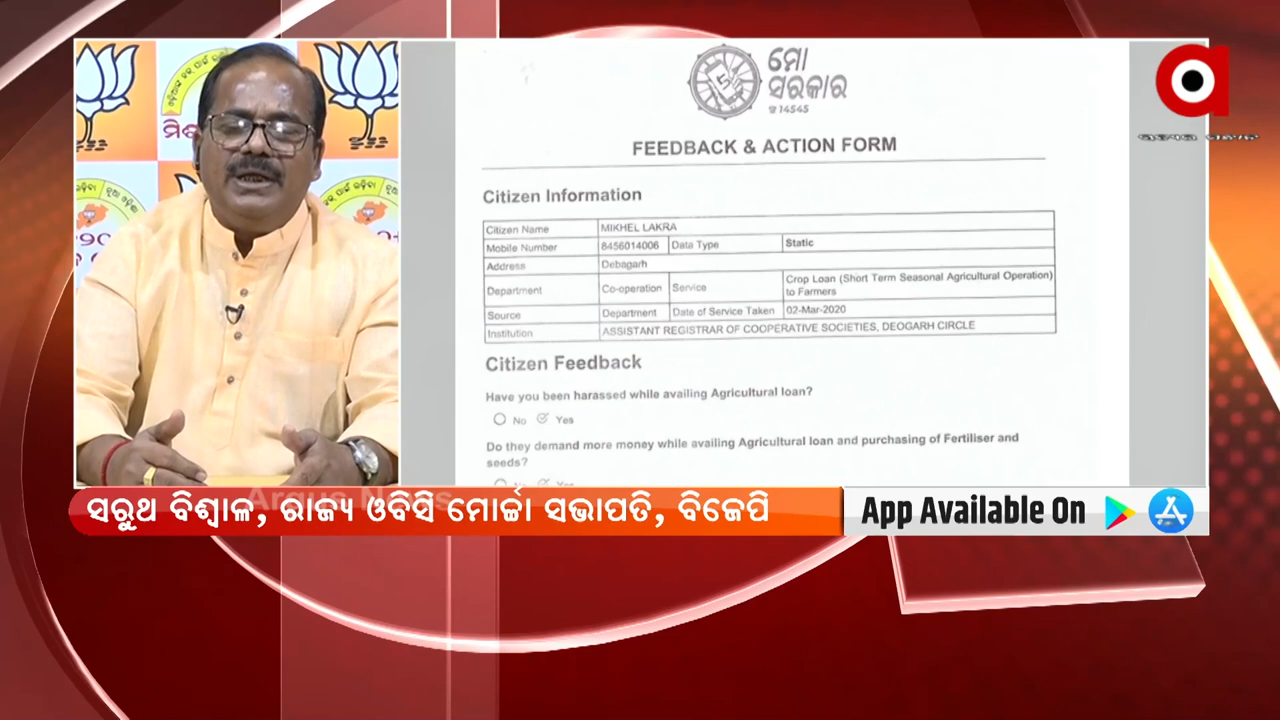 ମିଶ
ମୋ
ସରକାର
14545
FEEDBACK & ACTION FORM
Citizen Information
Citizen Name MIKHEL LAKRA
Mobile Number 8456014006 Data Type Static
Address Debagarh
Department Co-operation Service Crop Loan (Short Term Seasonal Agricultural Operation) to Farmers
Source Department Date of Service Taken 02-Mar-2020
Institution ASSISTANT REGISTRAR OF COOPERATIVE SOCIETIES, DEOGARH CIRCLE
Citizen Feedback
Have you been harassed while availing Agricultural loan?
No Yes
Do they demand more money while availing Agricultural loan and purchasing of Fertiliser and
seeds?
Argus News
ସରୁଥ ବିଶ୍ୱାଳ, ରାଜ୍ୟ ଓବିସି ମୋର୍ଚ୍ଚା ସଭାପତି, ବିଜେପି
App Available On